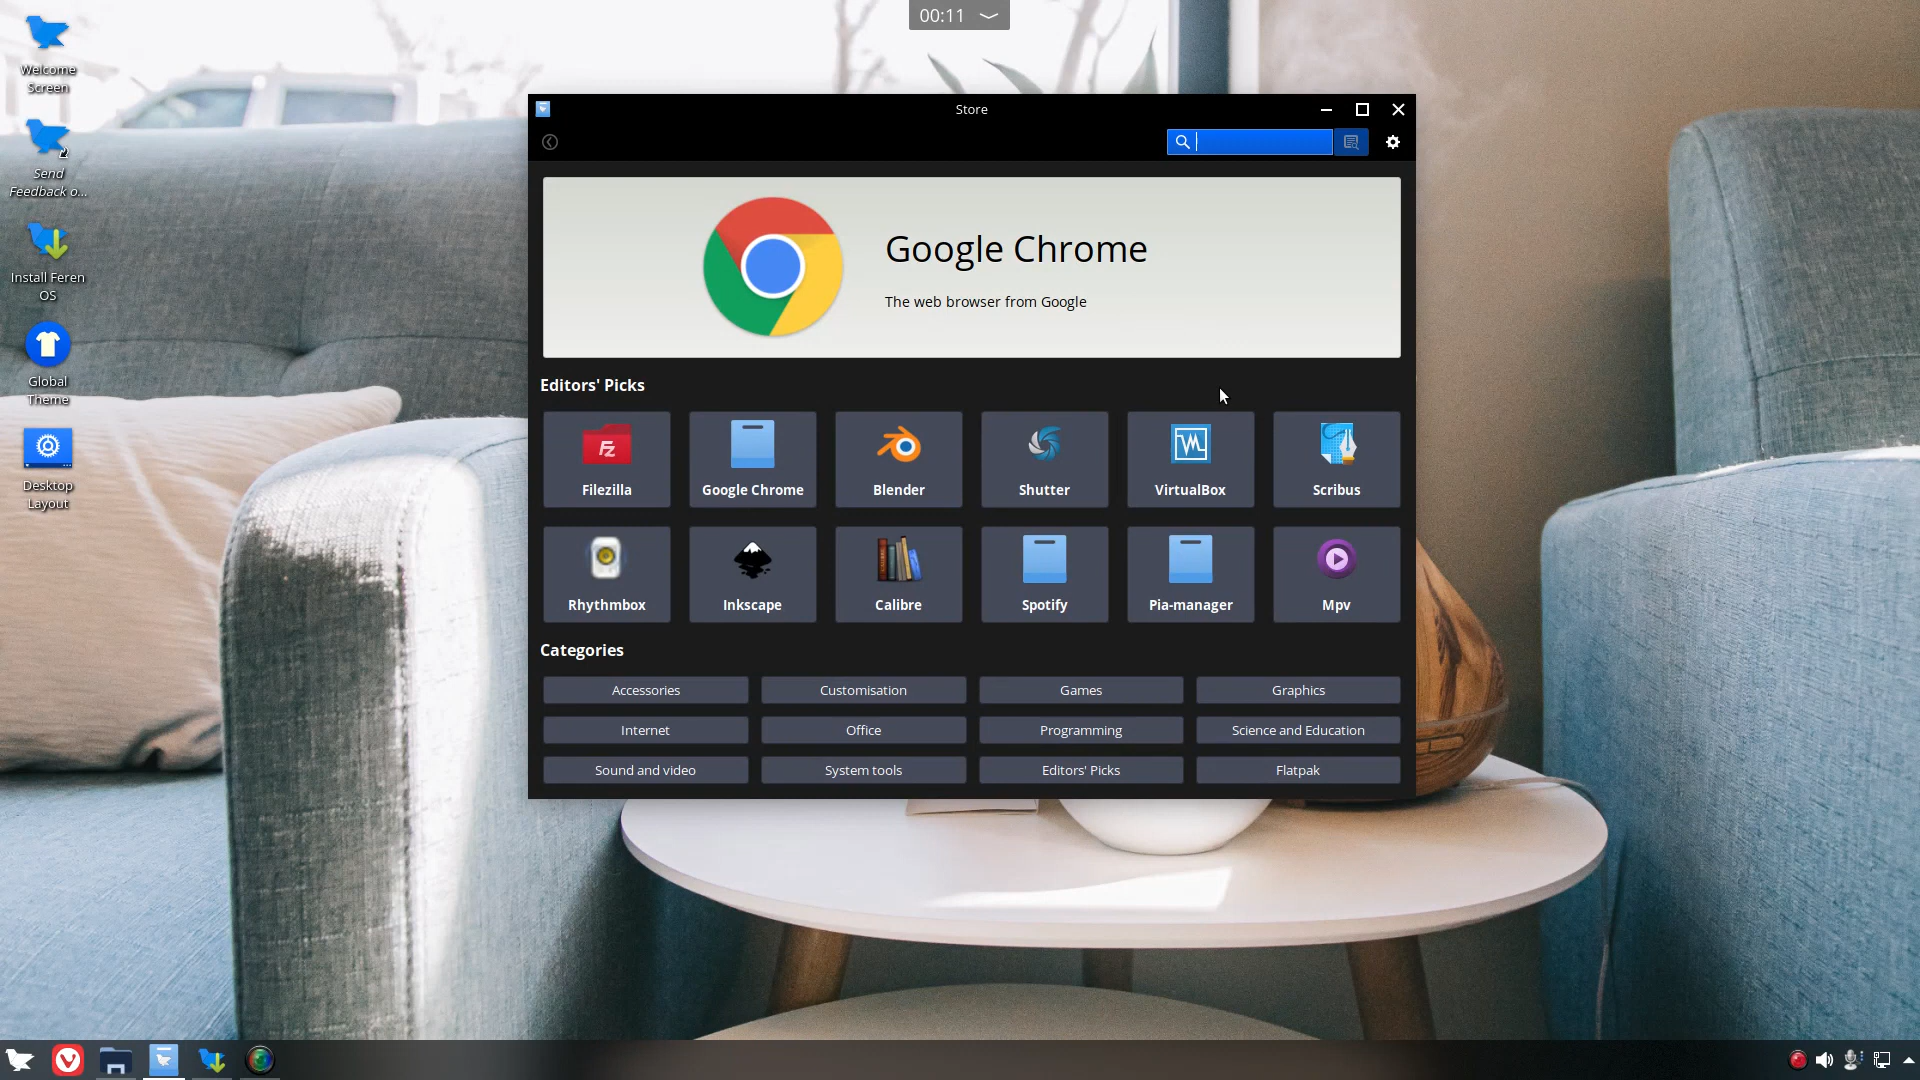 00:11
Welcome
Screen
Send
Feedback o...
Install Feren
OS
Global
Theme
Desktop
Layout
Store
Google Chrome
The web browser from Google
Editors' Picks
Filezilla
Google Chrome
Blender
Shutter
VirtualBox
Scribus
Rhythmbox
Inkscape
Calibre
Spotify
Pia-manager
Mpv
Categories
Accessories
Customisation
Games
Graphics
Internet
Office
Programming
Science and Education
Sound and video
System tools
Editors' Picks
Flatpak